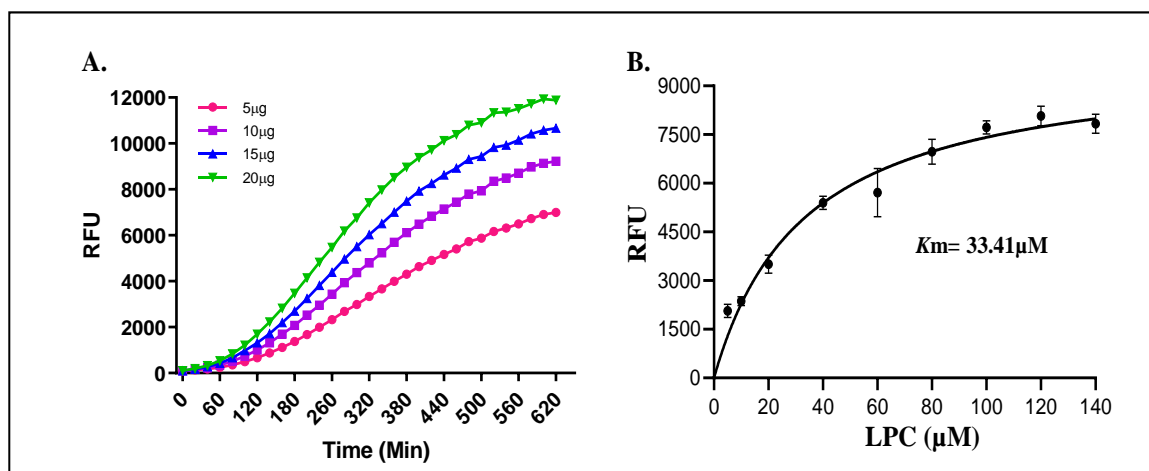 A.
5μg
10μg
15μg
20μg
12000
10000
8000
6000
4000
2000
0
RFU
0 60 120 180 260 320 380 440 500 560 620
Time (Min)
B.
9000
7500
6000
4500
3000
1500
0
RFU
Km= 33.41μM
0 20 40 60 80 100 120 140
LPC (μM)